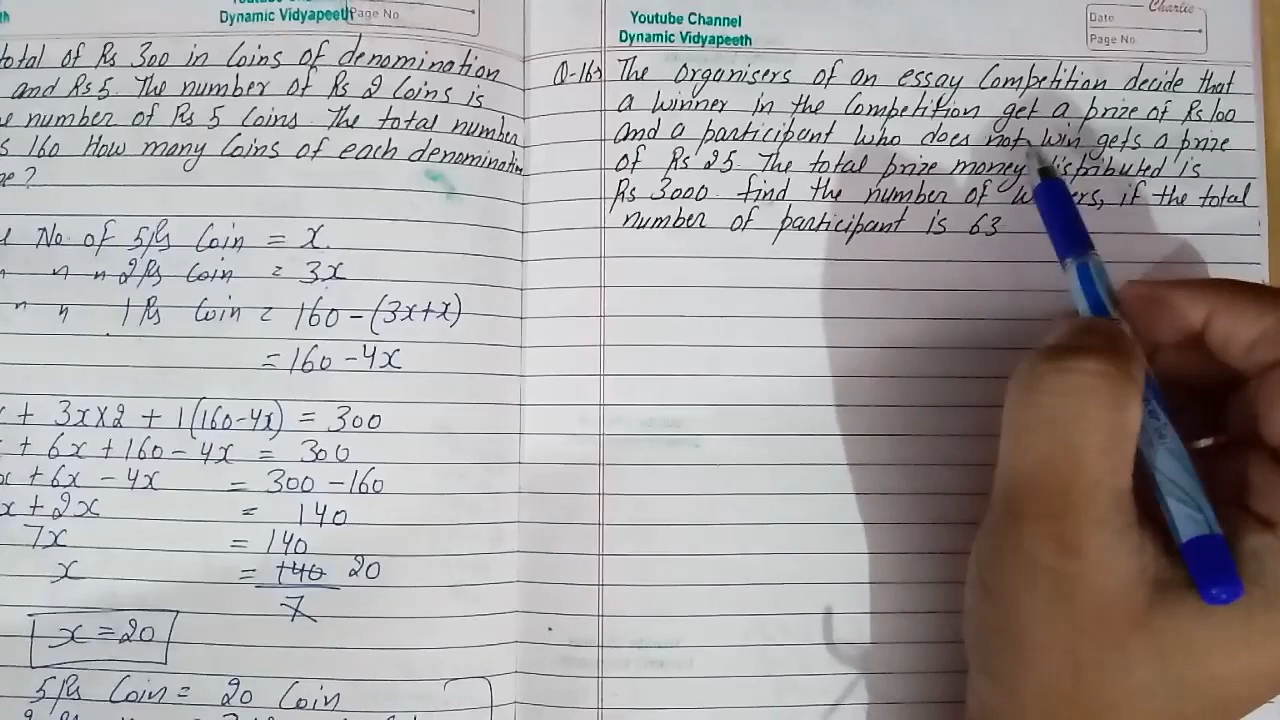 Dynamic Vidyapeeth Page No
total of Rs 300 in Coins of denomination
and Rs 5. The number of Rs 2 Coins is
number of Rs 5 Coins. The total number
160 How many Coins of each denomination
?
No. of 5/Rs Coin = x.
" " 2/Rs Coin = 3x
" " 1 Rs Coin = 160-(3x+x)
= 160-4x
+ 3x×2 + 1(160-4x) = 300
+ 6x + 160 - 4x = 300
x + 6x - 4x = 300-160
x + 2x = 140
7x = 140
x = 140 20
7
x = 20
5/Rs Coin = 20 Coin
Youtube Channel
Dynamic Vidyapeeth
Charlie
Date
Page No
Q-16) The organisers of an essay Competition decide that
a winner in the Competition get a prize of Rs 100
and a participant who does not win gets a prize
of Rs 25. The total prize money distributed is
Rs 3000. find the number of , if the total
number of participant is 63